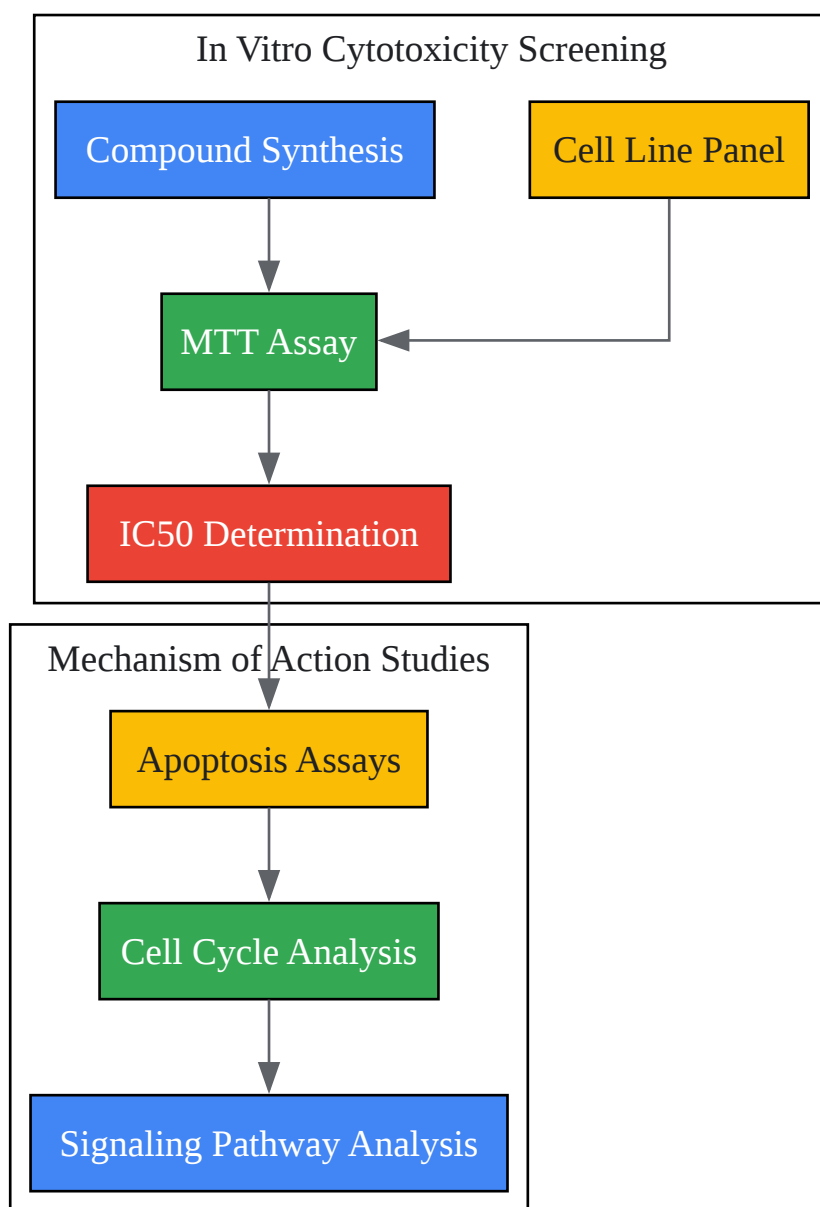 In Vitro Cytotoxicity Screening
Compound Synthesis
Cell Line Panel
MTT Assay
IC50 Determination
Mechanism of Action Studies
Apoptosis Assays
Cell Cycle Analysis
Signaling Pathway Analysis